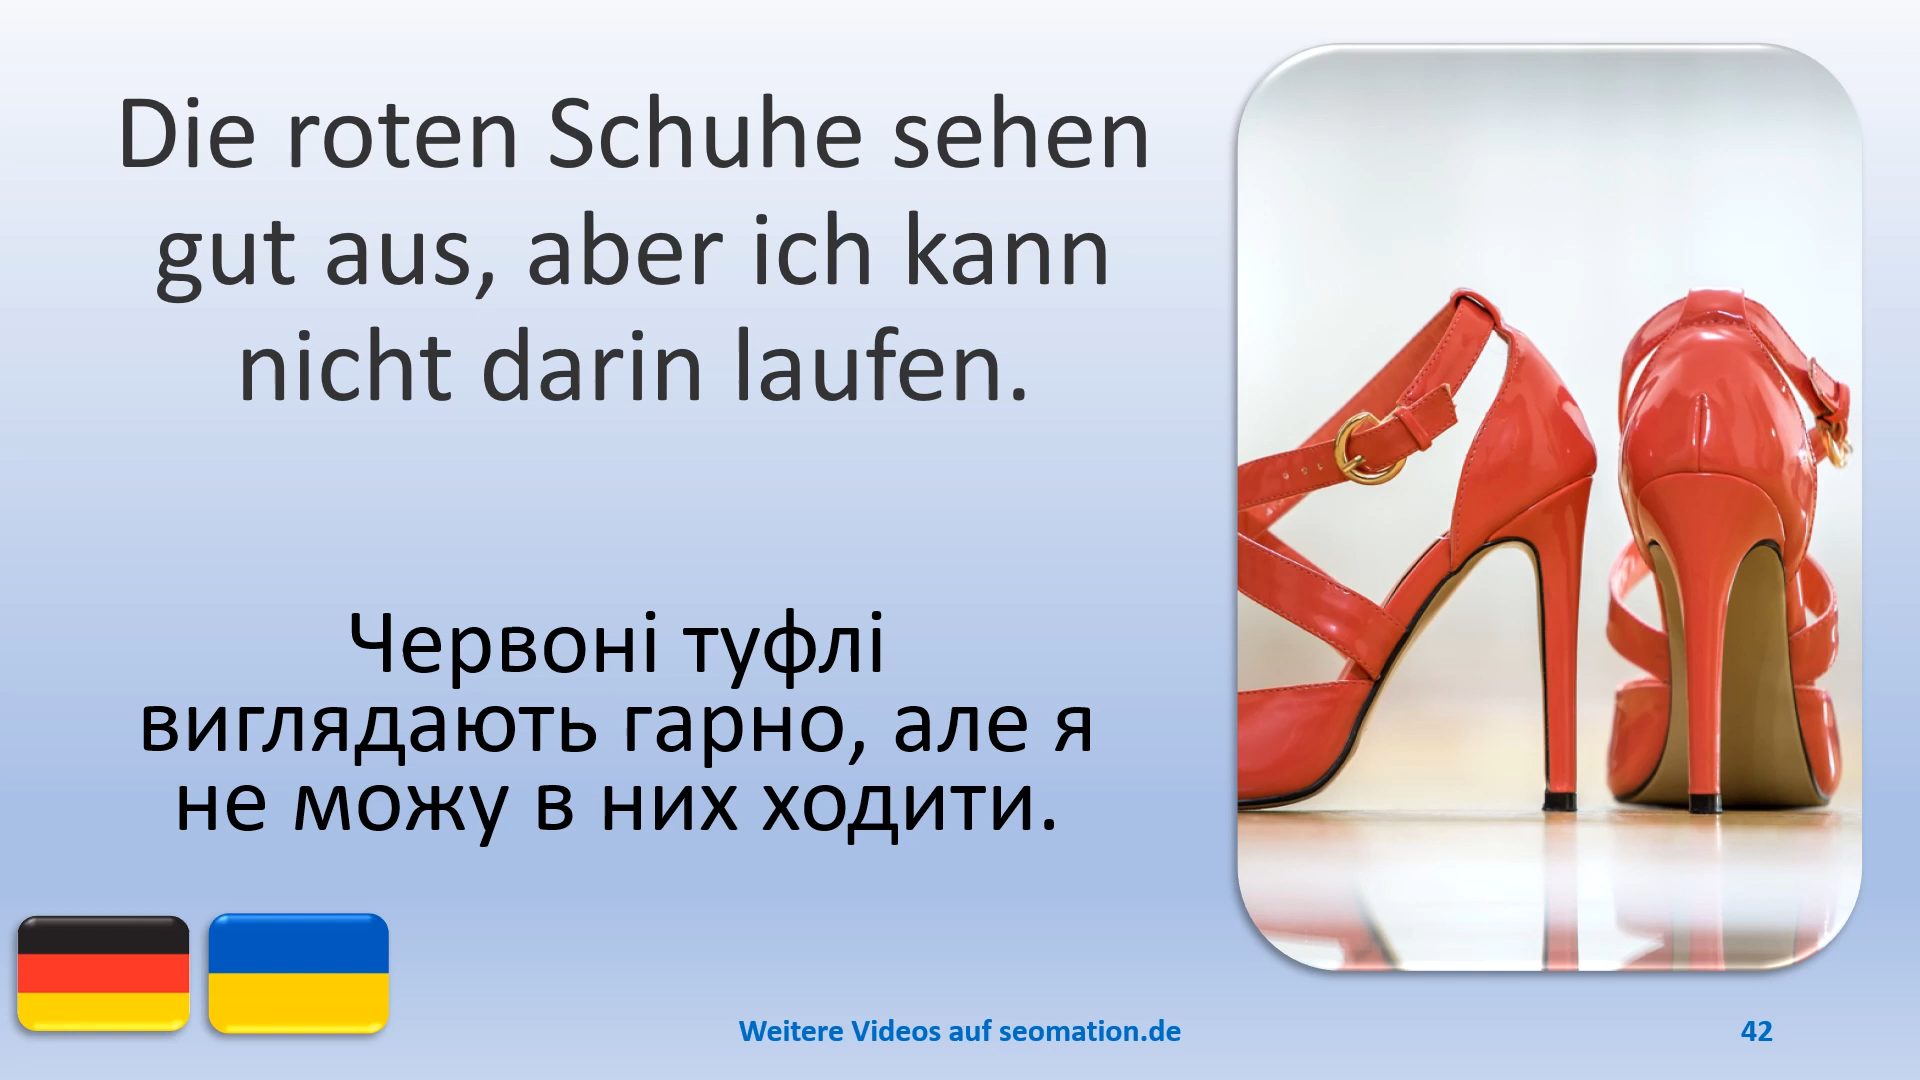 Die roten Schuhe sehen
gut aus, aber ich kann
nicht darin laufen.
Червоні туфлі
виглядають гарно, але я
не можу в них ходити.
Weitere Videos auf seomation.de
42